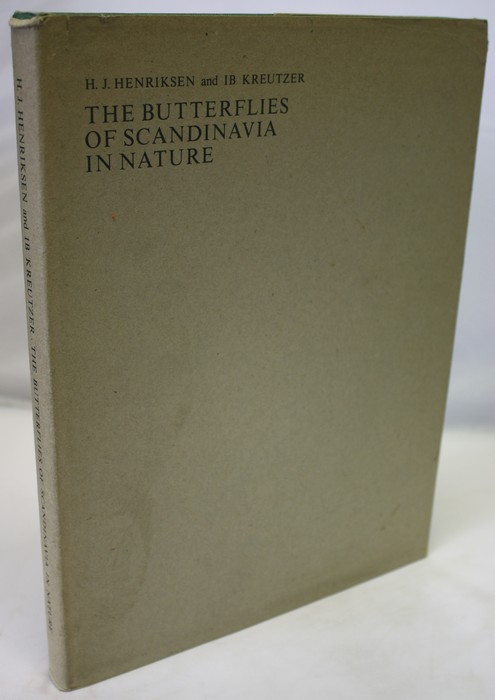 H. J. HENRIKSEN and IB KREUTZER
THE BUTTERFLIES
OF SCANDINAVIA
IN NATURE
H. J. HENRIKSEN and IB KREUTZER · THE BUTTERFLIES OF SCANDINAVIA IN NATURE